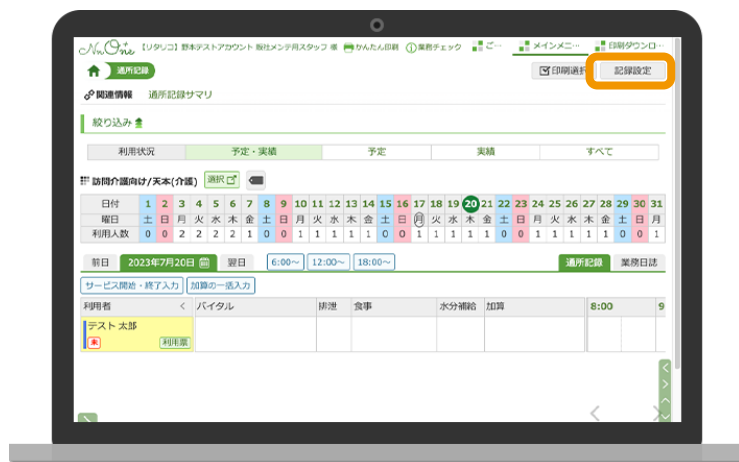 NuOne 【リタリコ】野本テストアカウント 販社メンテ用スタッフ 様 かんたん印刷 業務チェック ご… メインメニ… 印刷ダウンロ…
通所記録 印刷選択 記録設定
関連情報 通所記録サマリ
絞り込み
利用状況 予定・実績 予定 実績 すべて
訪問介護向け/天本(介護) 選択
日付 1 2 3 4 5 6 7 8 9 10 11 12 13 14 15 16 17 18 19 20 21 22 23 24 25 26 27 28 29 30 31
曜日 土 日 月 火 水 木 金 土 日 月 火 水 木 金 土 日 月 火 水 木 金 土 日 月 火 水 木 金 土 日 月
利用人数 0 0 2 2 2 2 1 0 0 1 1 1 1 1 0 0 1 1 1 1 1 0 0 1 1 1 1 1 0 0 1
前日 2023年7月20日 翌日 6:00～ 12:00～ 18:00～ 通所記録 業務日誌
サービス開始・終了入力 加算の一括入力
利用者 < バイタル 排泄 食事 水分補給 加算 8:00 9
テスト 太郎
未 利用票